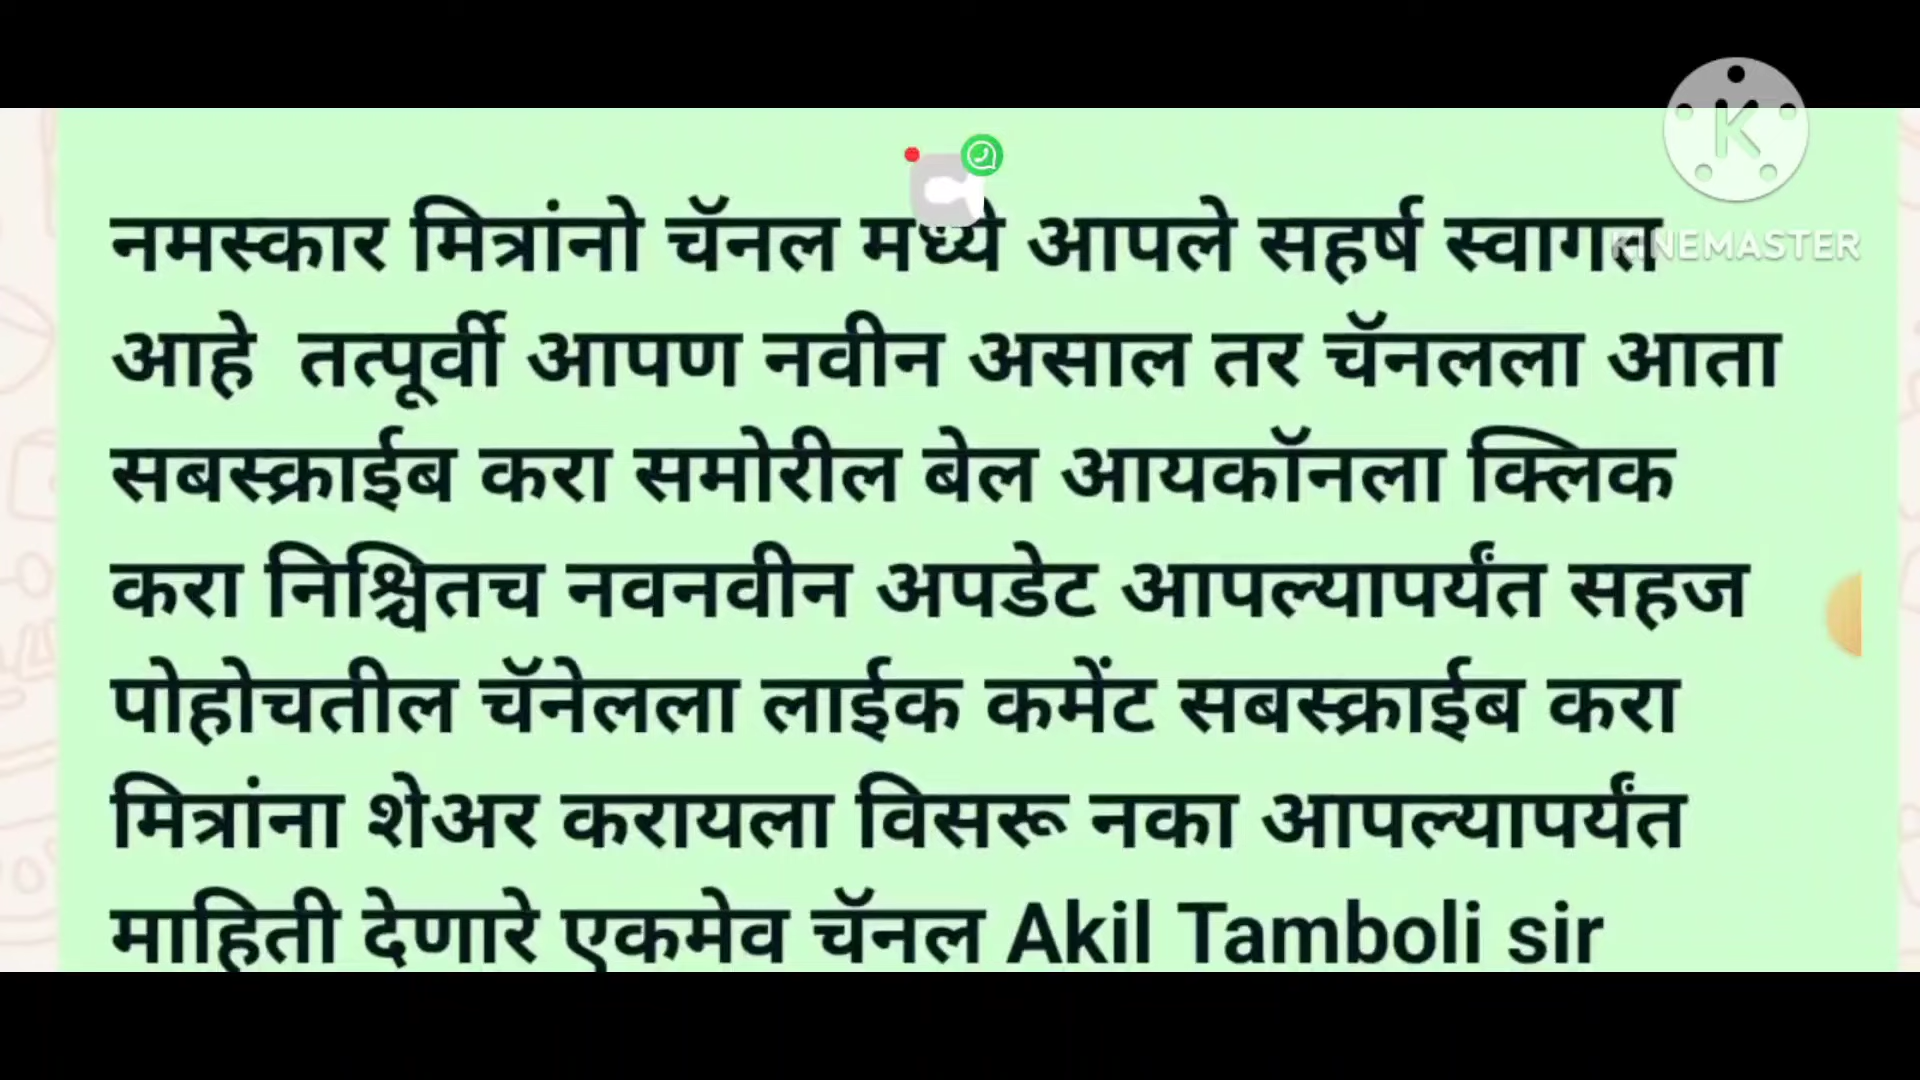 नमस्कार मित्रांनो चॅनल मध्ये आपले सहर्ष स्वागत
आहे तत्पूर्वी आपण नवीन असाल तर चॅनलला आता
सबस्क्राईब करा समोरील बेल आयकॉनला क्लिक
करा निश्चितच नवनवीन अपडेट आपल्यापर्यंत सहज
पोहोचतील चॅनेलला लाईक कमेंट सबस्क्राईब करा
मित्रांना शेअर करायला विसरू नका आपल्यापर्यंत
माहिती देणारे एकमेव चॅनल Akil Tamboli sir
K
KINEMASTER